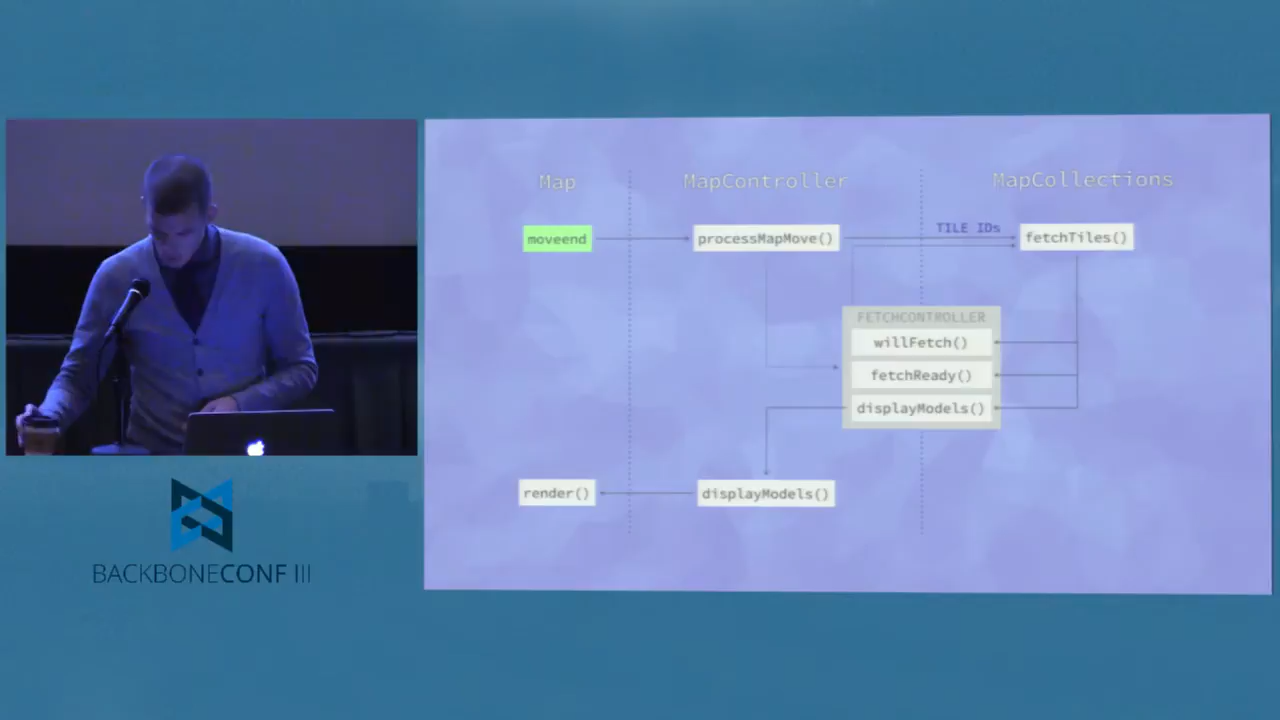 Map
MapController
MapCollections
moveend
processMapMove()
TILE IDs
fetchTiles()
FETCHCONTROLLER
willFetch()
fetchReady()
displayModels()
render()
displayModels()
BACKBONECONF III